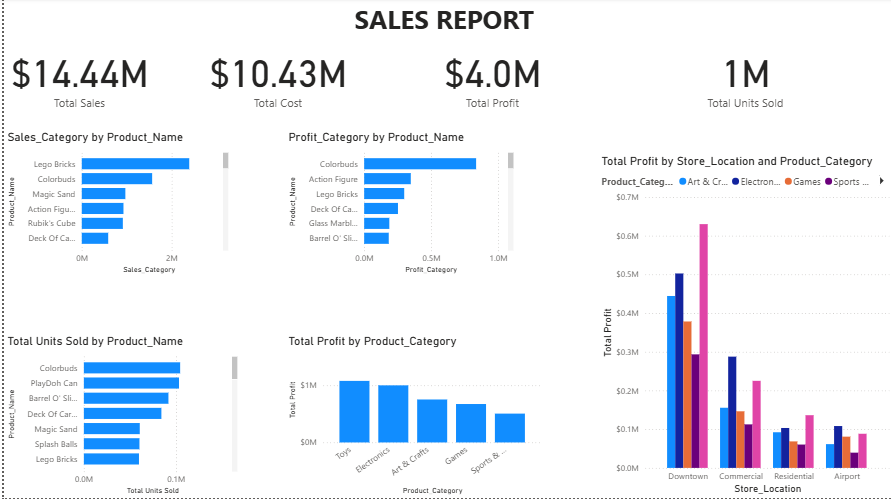 SALES REPORT
$14.44M
Total Sales
$10.43M
Total Cost
$4.0M
Total Profit
1M
Total Units Sold
Sales_Category by Product_Name
Product_Name
Lego Bricks
Colorbuds
Magic Sand
Action Figu...
Rubik's Cube
Deck Of Ca...
0M 2M
Sales_Category
Profit_Category by Product_Name
Product_Name
Colorbuds
Action Figure
Lego Bricks
Deck Of Ca...
Glass Marbl...
Barrel O' Sli...
0.0M 0.5M 1.0M
Profit_Category
Total Profit by Store_Location and Product_Category
Product_Categ... Art & Cr... Electron... Games Sports ...
Total Profit
$0.7M
$0.6M
$0.5M
$0.4M
$0.3M
$0.2M
$0.1M
$0.0M
Downtown Commercial Residential Airport
Store_Location
Total Units Sold by Product_Name
Product_Name
Colorbuds
PlayDoh Can
Barrel O' Sli...
Deck Of Car...
Magic Sand
Splash Balls
Lego Bricks
0.0M 0.1M
Total Units Sold
Total Profit by Product_Category
Total Profit
$1M
$0M
Toys Electronics Art & Crafts Games Sports & ...
Product_Category